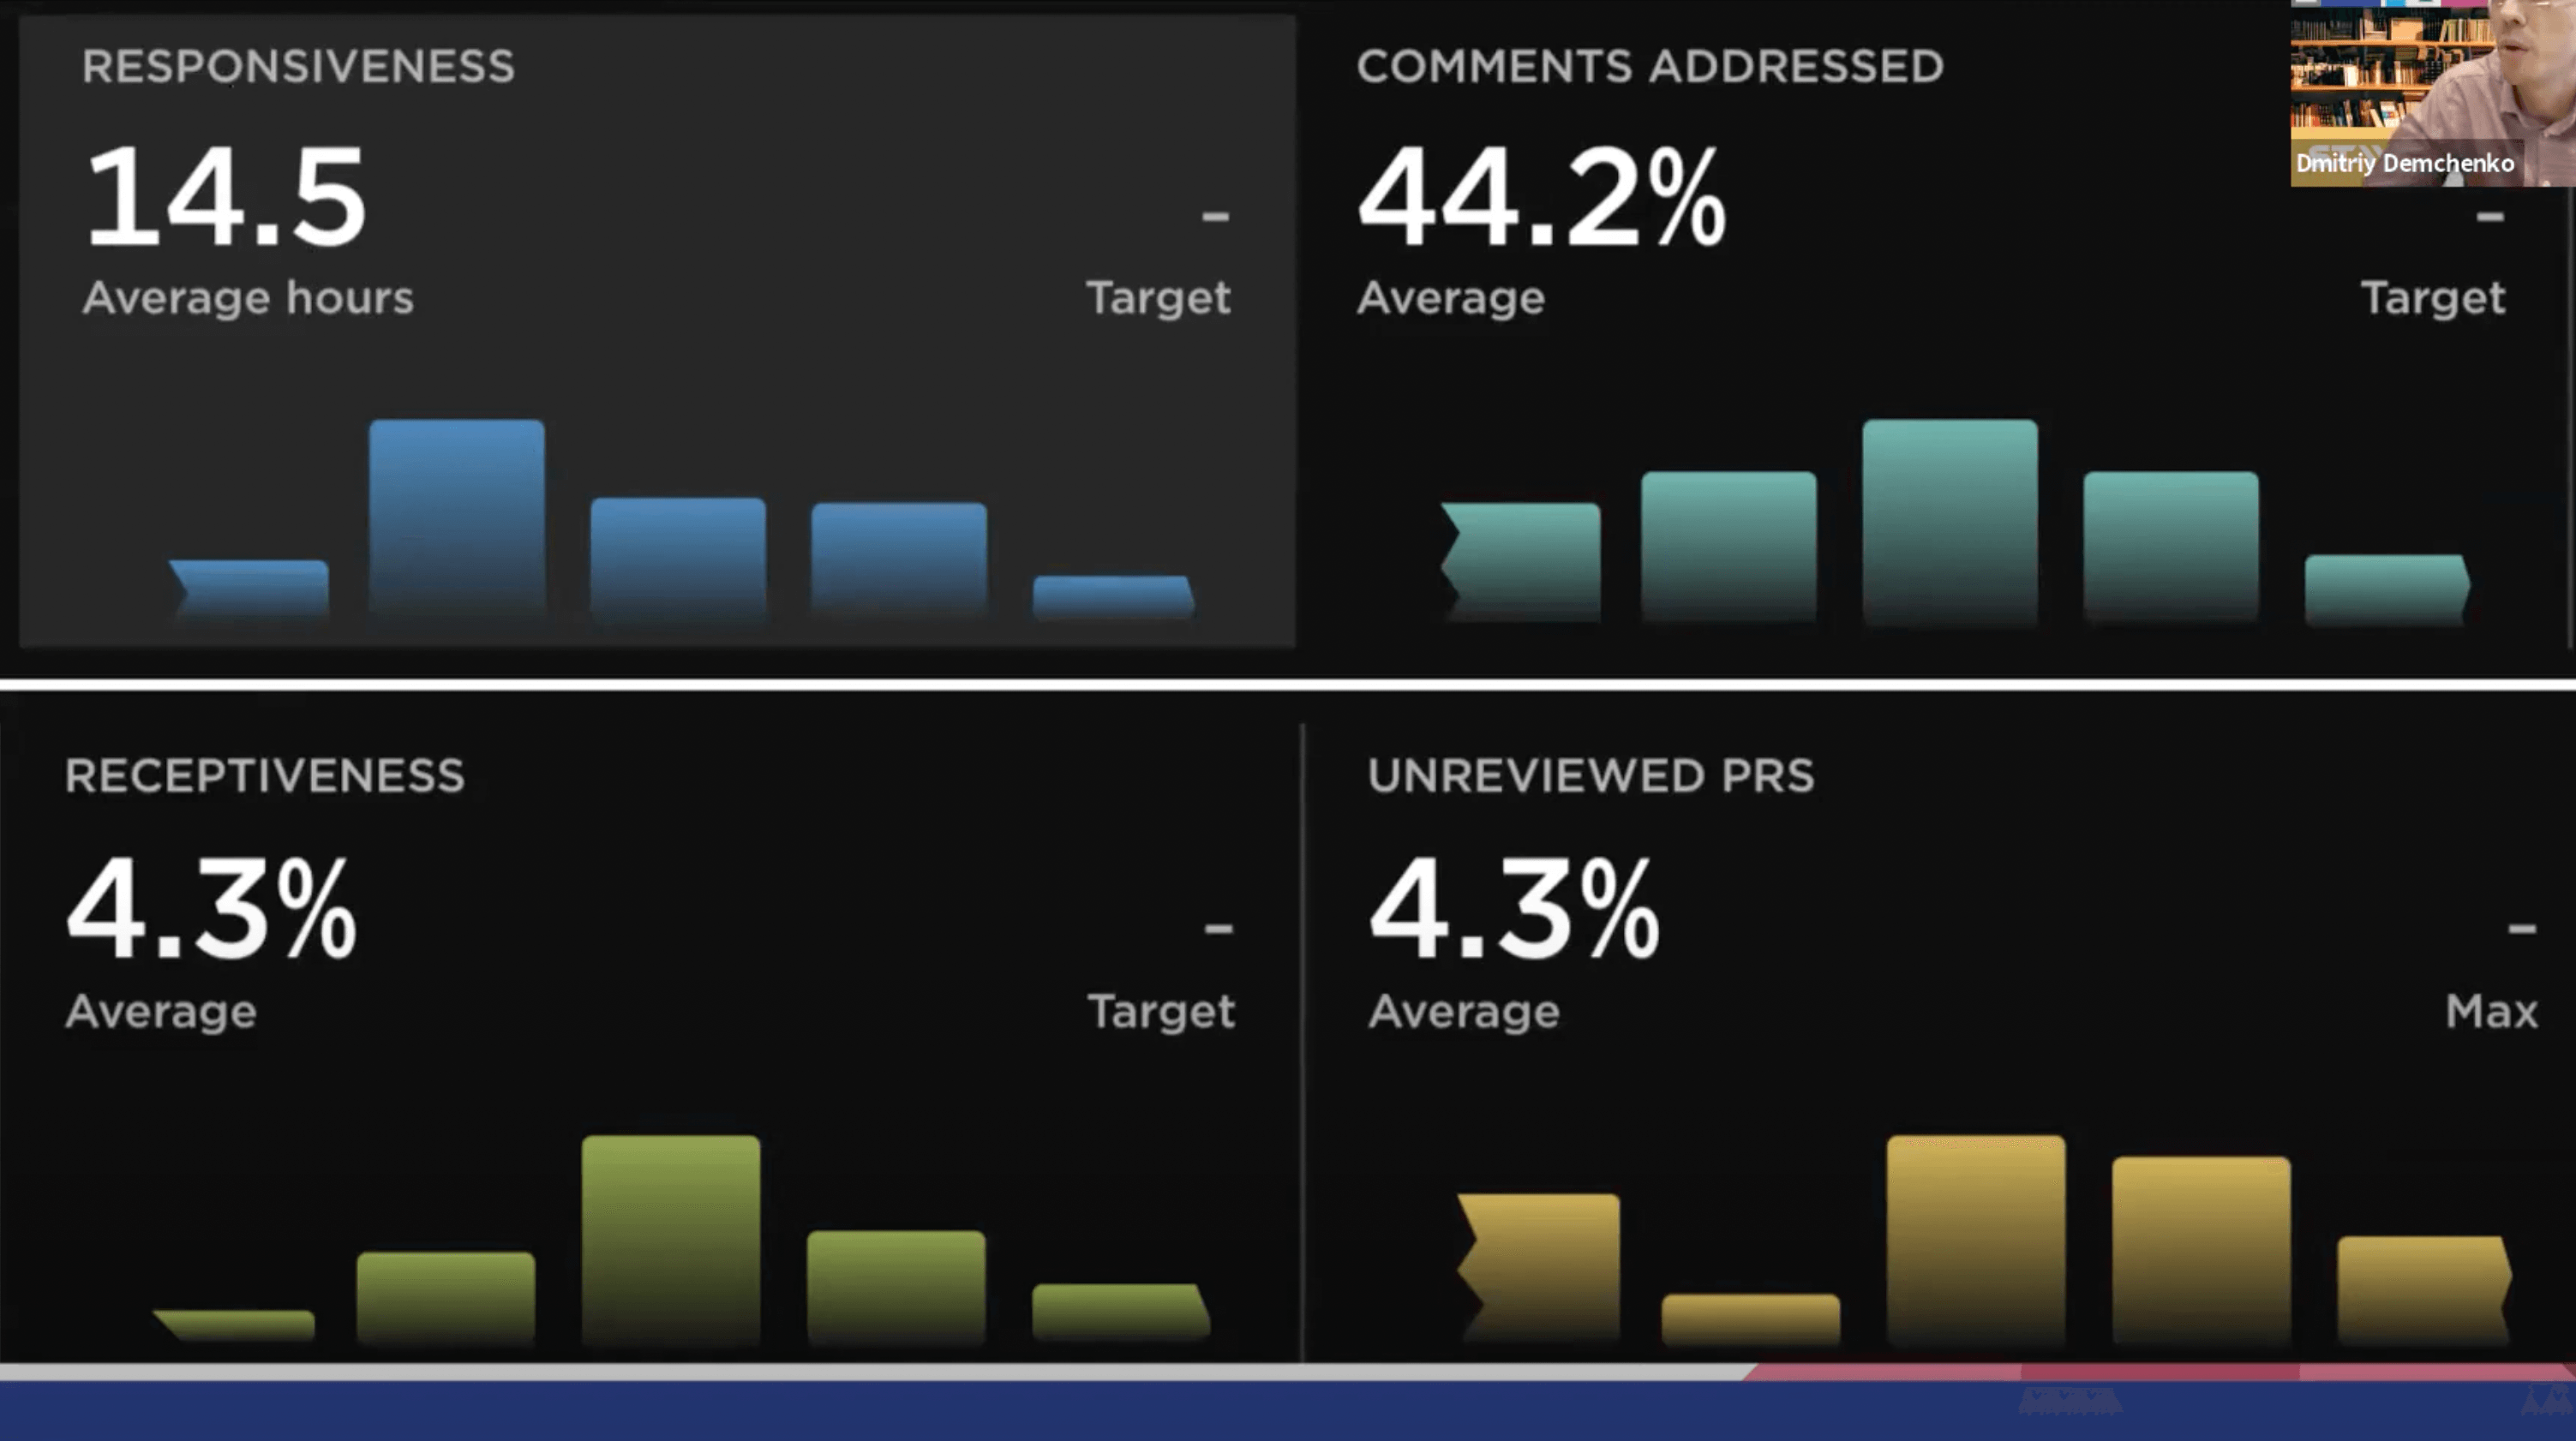 RESPONSIVENESS
14.5
–
Average hours
Target
COMMENTS ADDRESSED
44.2%
–
Average
Target
Dmitriy Demchenko
RECEPTIVENESS
4.3%
–
Average
Target
UNREVIEWED PRS
4.3%
–
Average
Max